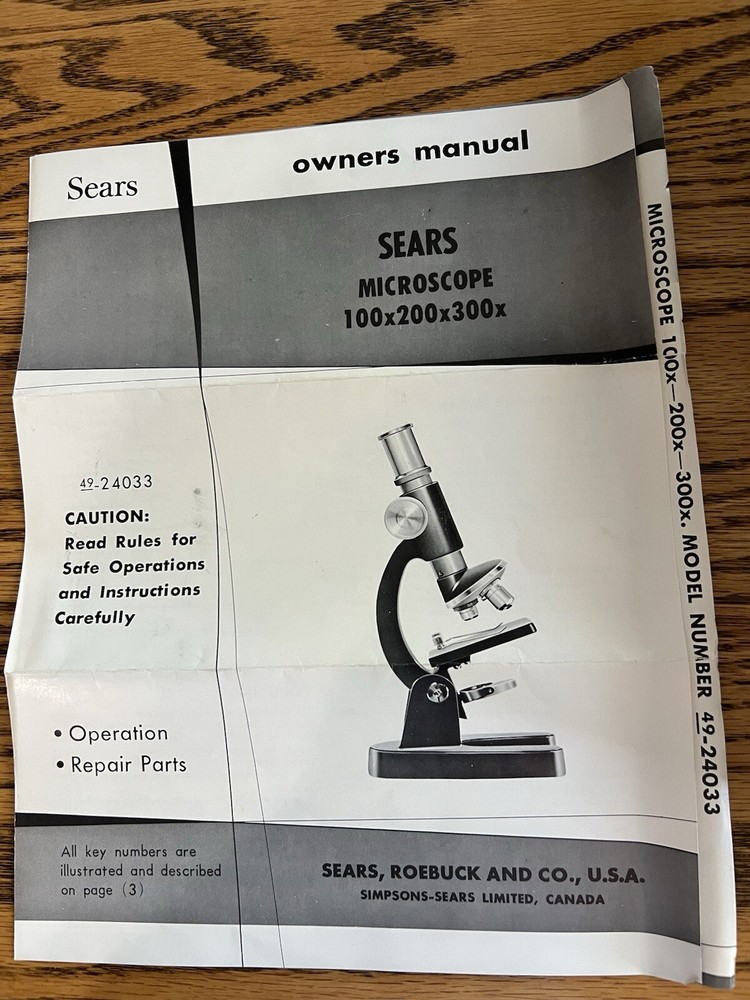 Sears
owners manual
SEARS
MICROSCOPE
100x200x300x
49-24033
CAUTION:
Read Rules for
Safe Operations
and Instructions
Carefully
• Operation
• Repair Parts
All key numbers are
illustrated and described
on page (3)
SEARS, ROEBUCK AND CO., U.S.A.
SIMPSONS-SEARS LIMITED, CANADA
MICROSCOPE 100x—200x—300x. MODEL NUMBER 49-24033